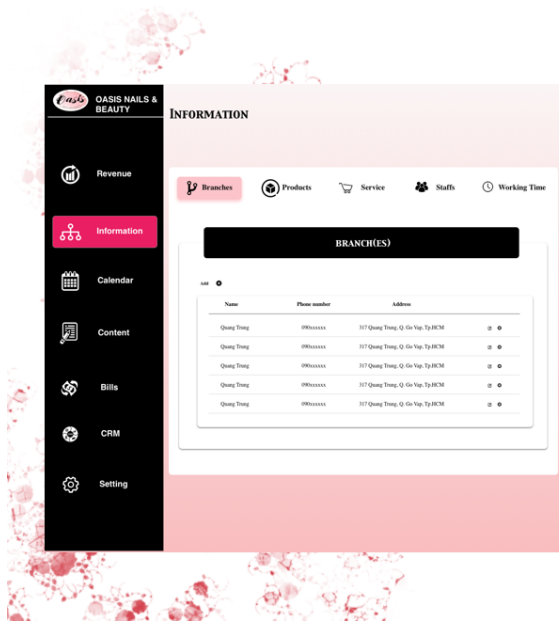 Oasis
OASIS NAILS &
BEAUTY
INFORMATION
Revenue
Information
Calendar
Content
Bills
CRM
Setting
Branches
Products
Service
Staffs
Working Time
BRANCH(ES)
Add
Name Phone number Address
Quang Trung 090xxxxxx 317 Quang Trung, Q. Go Vap, Tp.HCM
Quang Trung 090xxxxxx 317 Quang Trung, Q. Go Vap, Tp.HCM
Quang Trung 090xxxxxx 317 Quang Trung, Q. Go Vap, Tp.HCM
Quang Trung 090xxxxxx 317 Quang Trung, Q. Go Vap, Tp.HCM
Quang Trung 090xxxxxx 317 Quang Trung, Q. Go Vap, Tp.HCM